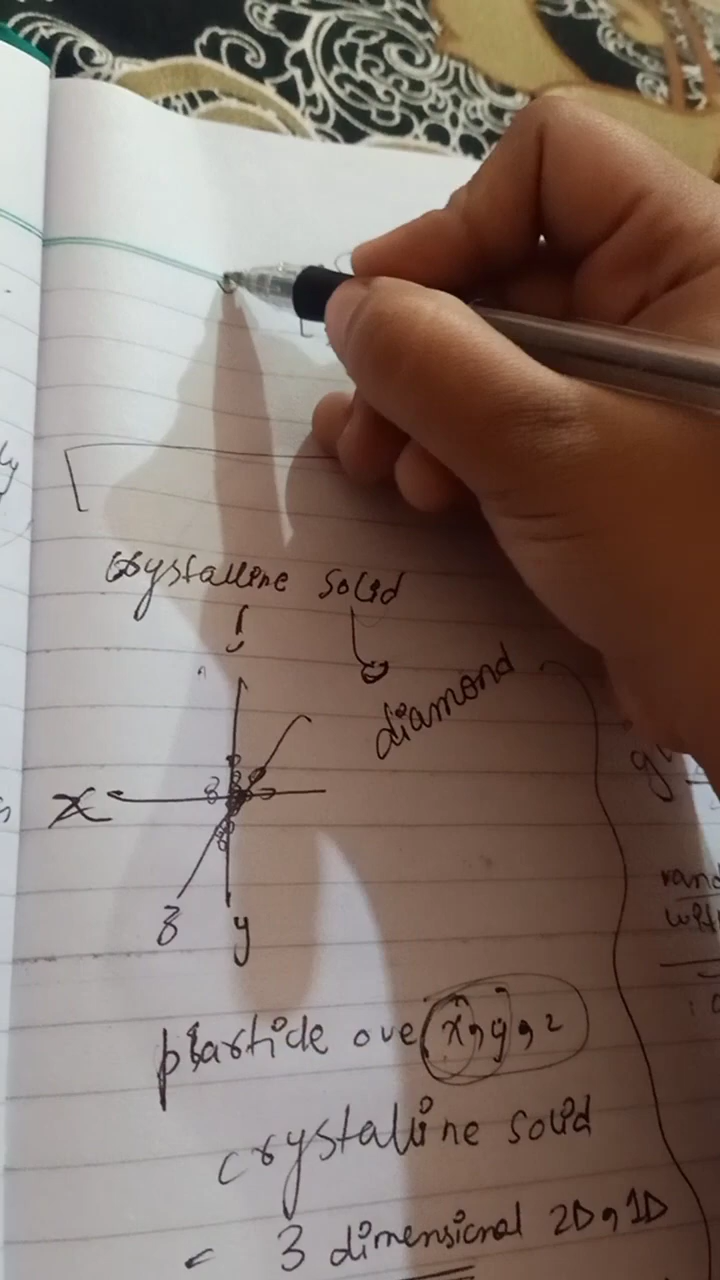 crystalline solid
diamond
x
z y
particle over x, y, z
crystalline solid
= 3 dimensional 2D, 1D